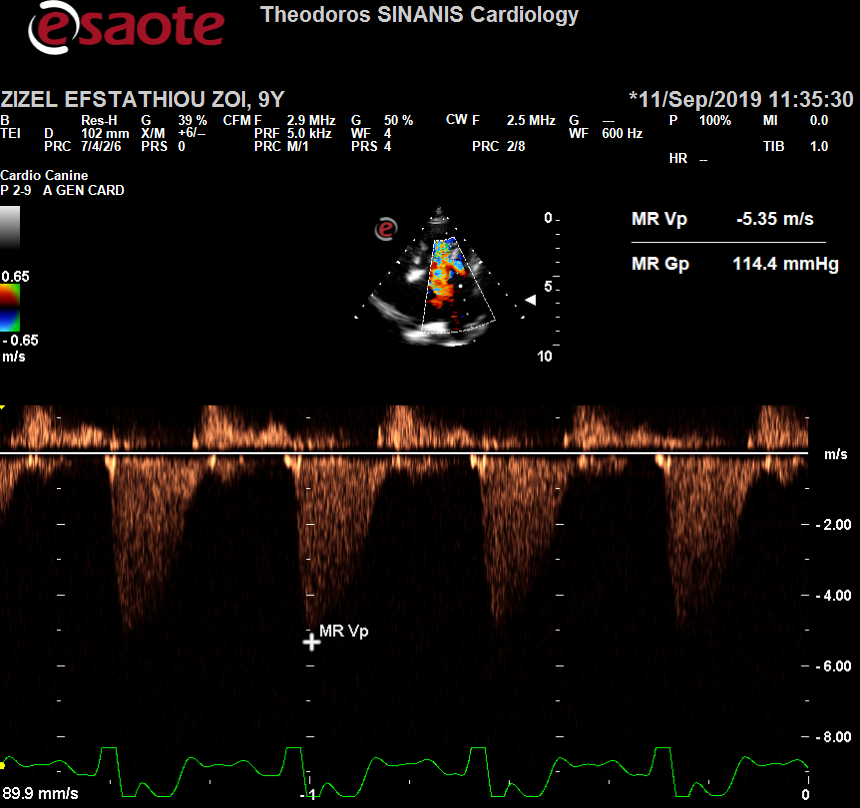 esaote
Theodoros SINANIS Cardiology
ZIZEL EFSTATHIOU ZOI, 9Y *11/Sep/2019 11:35:30
B Res-H G 39 % CFM F 2.9 MHz G 50 % CW F 2.5 MHz G --- P 100% MI 0.0
TEI D 102 mm X/M +6/-- PRF 5.0 kHz WF 4 WF 600 Hz TIB 1.0
PRC 7/4/2/6 PRS 0 PRC M/1 PRS 4 PRC 2/8
HR --
Cardio Canine
P 2-9 A GEN CARD
e
0
5
10
MR Vp -5.35 m/s
MR Gp 114.4 mmHg
0.65
- 0.65
m/s
m/s
- 2.00
- 4.00
MR Vp
- 6.00
- 8.00
89.9 mm/s -1 0